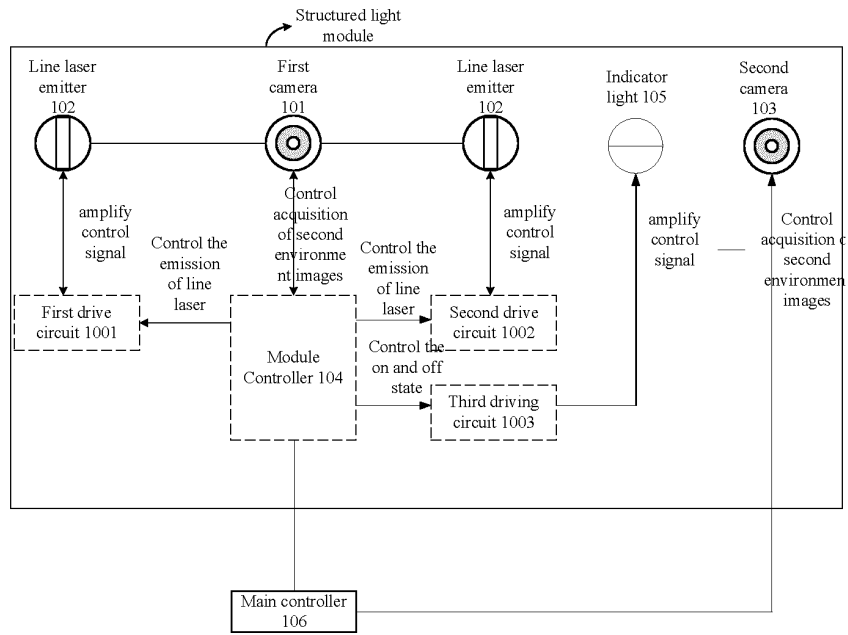 Structured light
module
Line laser
emitter
102
First
camera
101
Line laser
emitter
102
Indicator
light 105
Second
camera
103
amplify
control
signal
Control the
emission
of line
laser
Control
acquisition
of second
environme
nt images
Control the
emission
of line
laser
amplify
control
signal
amplify
control
signal
Control
acquisition o
second
environmen
images
First drive
circuit 1001
Module
Controller 104
Second drive
circuit 1002
Control the
on and off
state
Third driving
circuit 1003
Main controller
106